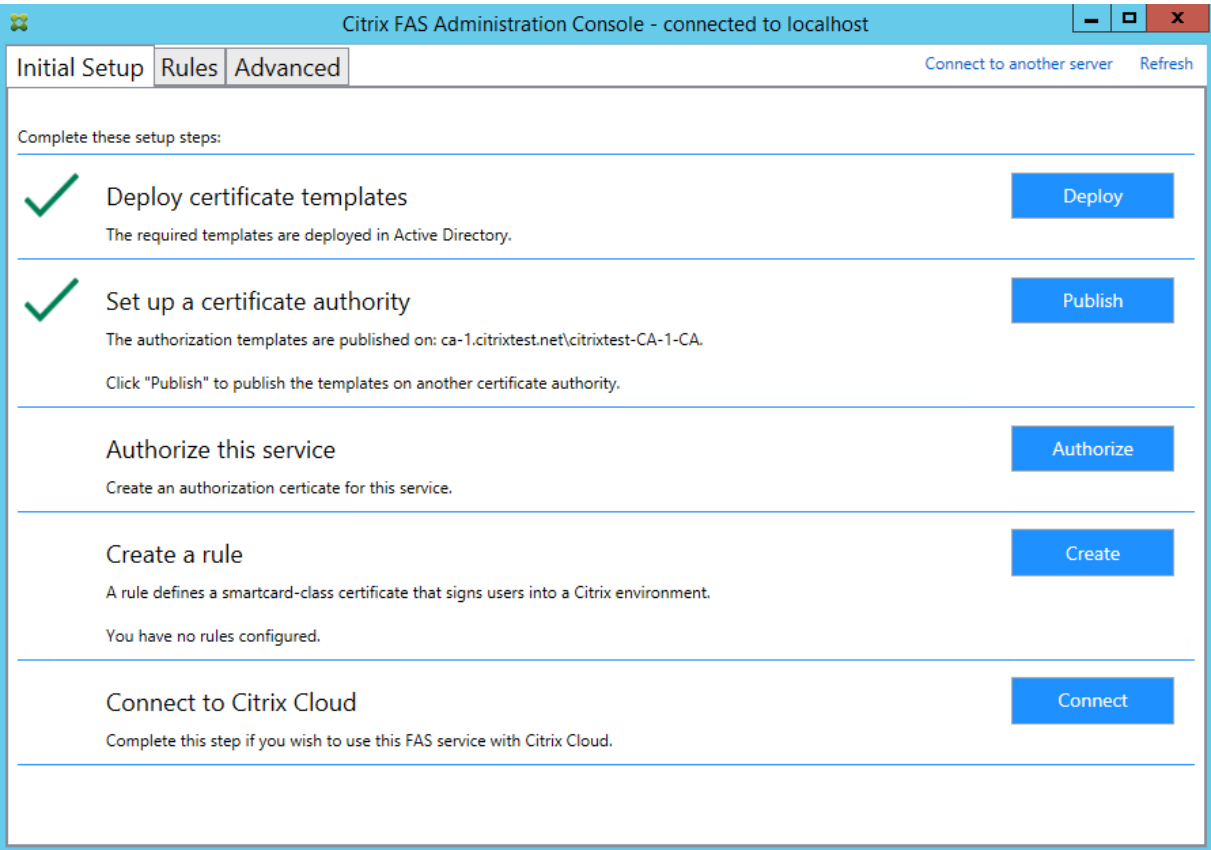 Citrix FAS Administration Console - connected to localhost
Initial Setup Rules Advanced Connect to another server Refresh
Complete these setup steps:
Deploy certificate templates
Deploy
The required templates are deployed in Active Directory.
Set up a certificate authority
Publish
The authorization templates are published on: ca-1.citrixtest.net\citrixtest-CA-1-CA.
Click "Publish" to publish the templates on another certificate authority.
Authorize this service
Authorize
Create an authorization certicate for this service.
Create a rule
Create
A rule defines a smartcard-class certificate that signs users into a Citrix environment.
You have no rules configured.
Connect to Citrix Cloud
Connect
Complete this step if you wish to use this FAS service with Citrix Cloud.